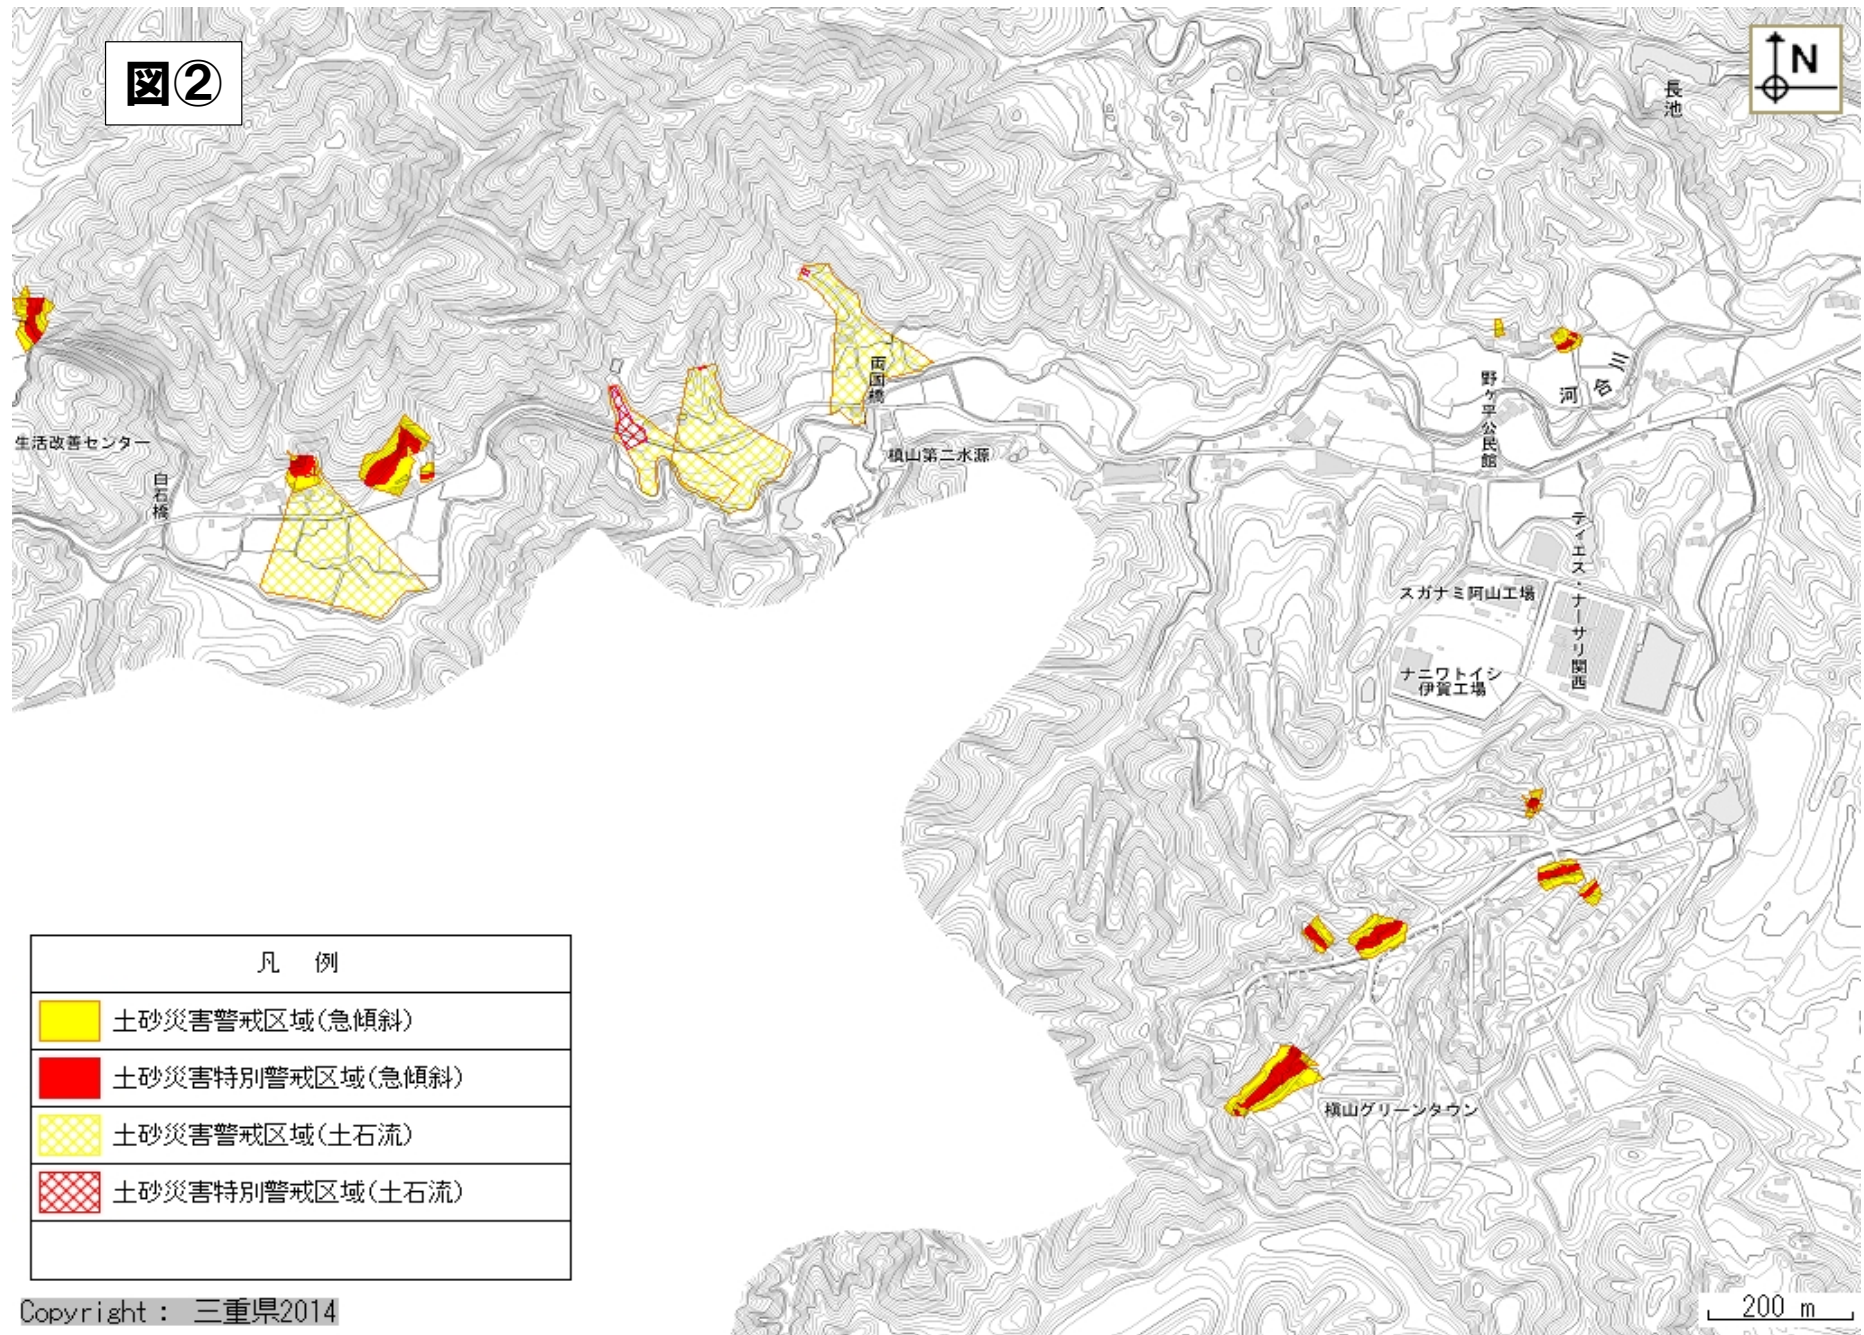 図②
N
長池
両国橋
河合川
野ヶ平公民館
生活改善センター
白石橋
槙山第二水源
ティエス・ナーサリ関西
スガナミ阿山工場
ナニワトイシ
伊賀工場
槙山グリーンタウン
凡 例
土砂災害警戒区域(急傾斜)
土砂災害特別警戒区域(急傾斜)
土砂災害警戒区域(土石流)
土砂災害特別警戒区域(土石流)
Copyright : 三重県2014
200 m